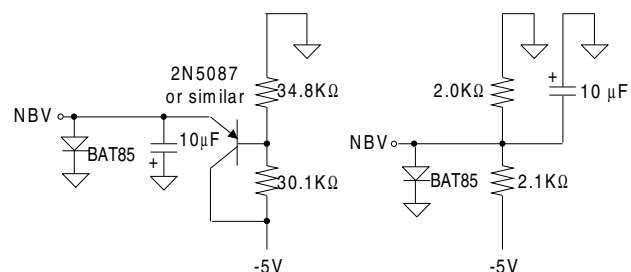 2N5087
or similar
34.8KΩ
NBV
10µF
+
BAT85
30.1KΩ
-5V
2.0KΩ
+
10 µF
NBV
BAT85
2.1KΩ
-5V